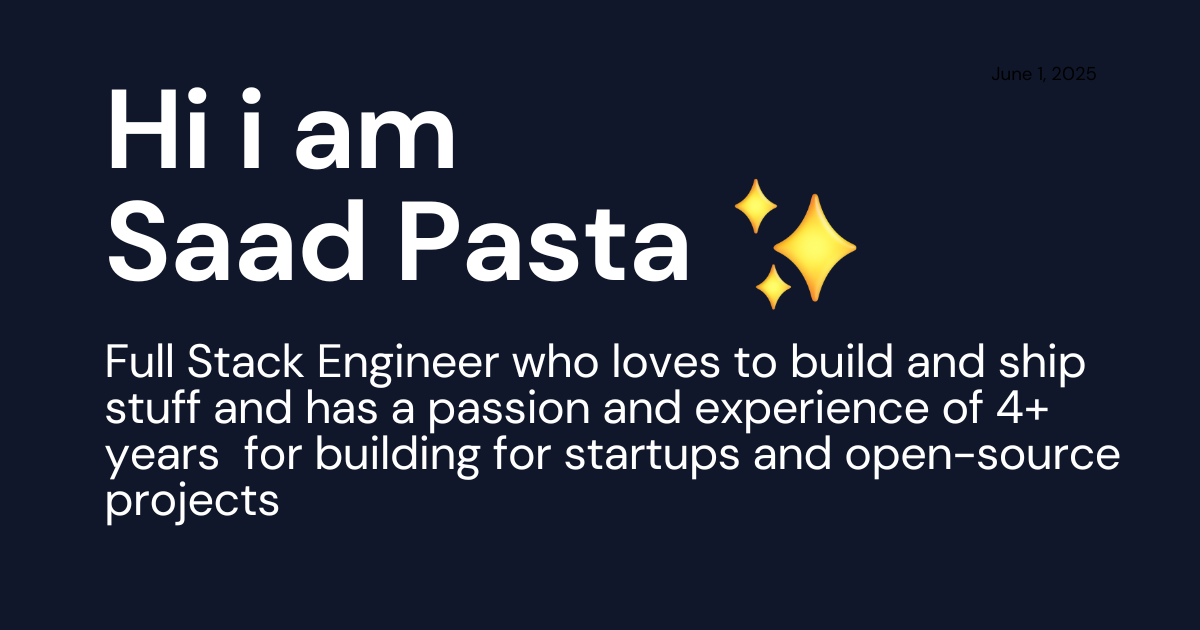 June 1, 2025
Hi i am
Saad Pasta ✨
Full Stack Engineer who loves to build and ship
stuff and has a passion and experience of 4+
years  for building for startups and open-source
projects